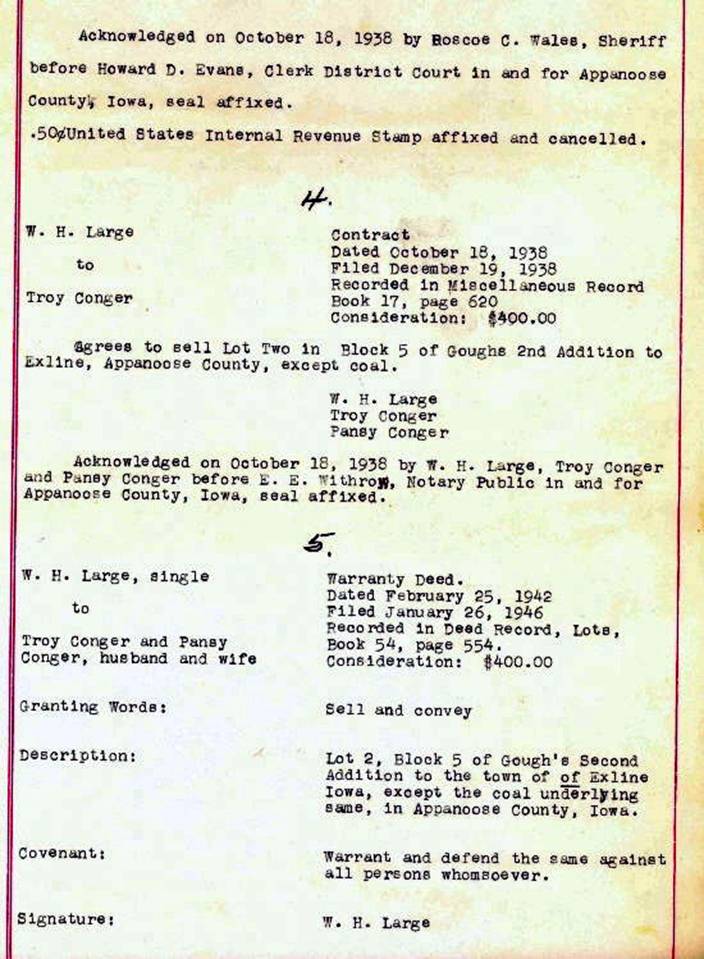 Acknowledged on October 18, 1938 by Roscoe C. Wales, Sheriff
before Howard D. Evans, Clerk District Court in and for Appanoose
County, Iowa, seal affixed.
.50¢United States Internal Revenue Stamp affixed and cancelled.
4.
W. H. Large
to
Troy Conger
Contract
Dated October 18, 1938
Filed December 19, 1938
Recorded in Miscellaneous Record
Book 17, page 620
Consideration: $400.00
Agrees to sell Lot Two in Block 5 of Goughs 2nd Addition to
Exline, Appanoose County, except coal.
W. H. Large
Troy Conger
Pansy Conger
Acknowledged on October 18, 1938 by W. H. Large, Troy Conger
and Pansy Conger before E. E. Withrow, Notary Public in and for
Appanoose County, Iowa, seal affixed.
5.
W. H. Large, single
to
Troy Conger and Pansy
Conger, husband and wife
Warranty Deed.
Dated February 25, 1942
Filed January 26, 1946
Recorded in Deed Record, Lots,
Book 54, page 554.
Consideration: $400.00
Granting Words: Sell and convey
Description: Lot 2, Block 5 of Gough's Second
Addition to the town of of Exline
Iowa, except the coal underlying
same, in Appanoose County, Iowa.
Covenant: Warrant and defend the same against
all persons whomsoever.
Signature: W. H. Large